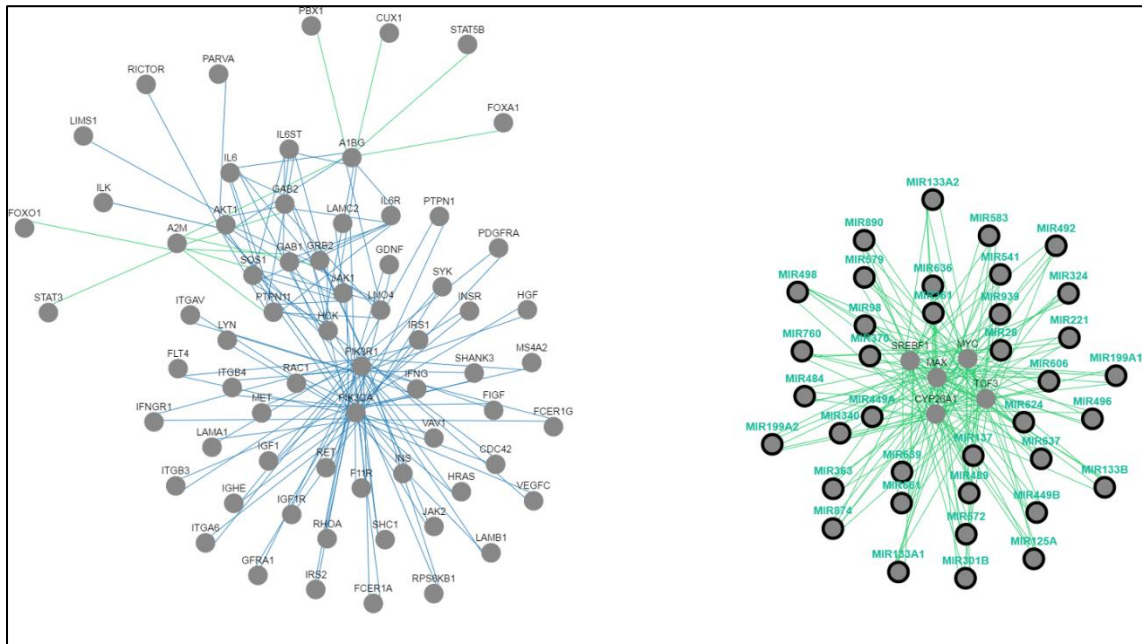 PBX1
CUX1
STAT5B
PARVA
RICTOR
FOXA1
LIMS1
IL6ST
A1BG
IL6
ILK
GAB2
LAMC2
IL6R
PTPN1
FOXO1
A2M
AKT1
GAB1
GRB2
GDNF
PDGFRA
SOS1
JAK1
SYK
STAT3
PTPN11
LMO4
INSR
HGF
ITGAV
LYN
HCK
IRS1
FLT4
PIK3R1
SHANK3
MS4A2
ITGB4
RAC1
IFNG
IFNGR1
MET
PIK3CA
FIGF
FCER1G
LAMA1
VAV1
ITGB3
IGF1
RET
F11R
INS
CDC42
IGHE
IGF1R
HRAS
VEGFC
ITGA6
RHOA
SHC1
JAK2
LAMB1
GFRA1
IRS2
FCER1A
RPS6KB1
MIR133A2
MIR890
MIR583
MIR492
MIR579
MIR636
MIR541
MIR498
MIR324
MIR98
MIR939
MIR760
MIR370
SREBF1
MYC
MIR28
MIR221
MAX
MIR606
MIR199A1
MIR484
MIR449A
CYP26A1
TCF3
MIR199A2
MIR340
MIR624
MIR496
MIR363
MIR639
MIR137
MIR637
MIR133B
MIR874
MIR489
MIR449B
MIR572
MIR133A1
MIR301B
MIR125A